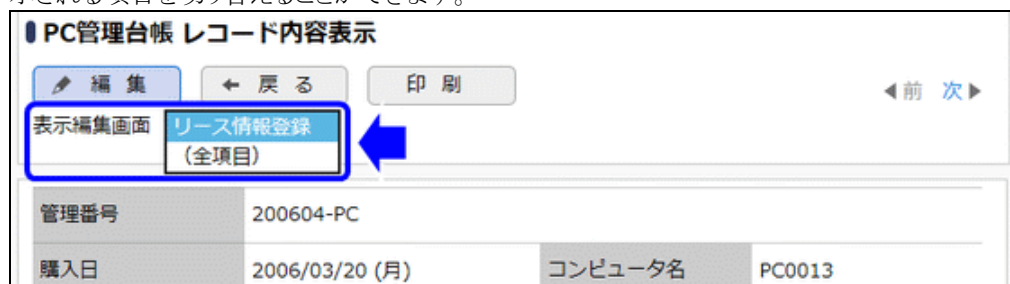 示される項目を切り替えることができます。
PC管理台帳 レコード内容表示
編 集 戻 る 印 刷 前 次
表示編集画面 リース情報登録
（全項目）
管理番号 200604-PC
購入日 2006/03/20 (月) コンピュータ名 PC0013